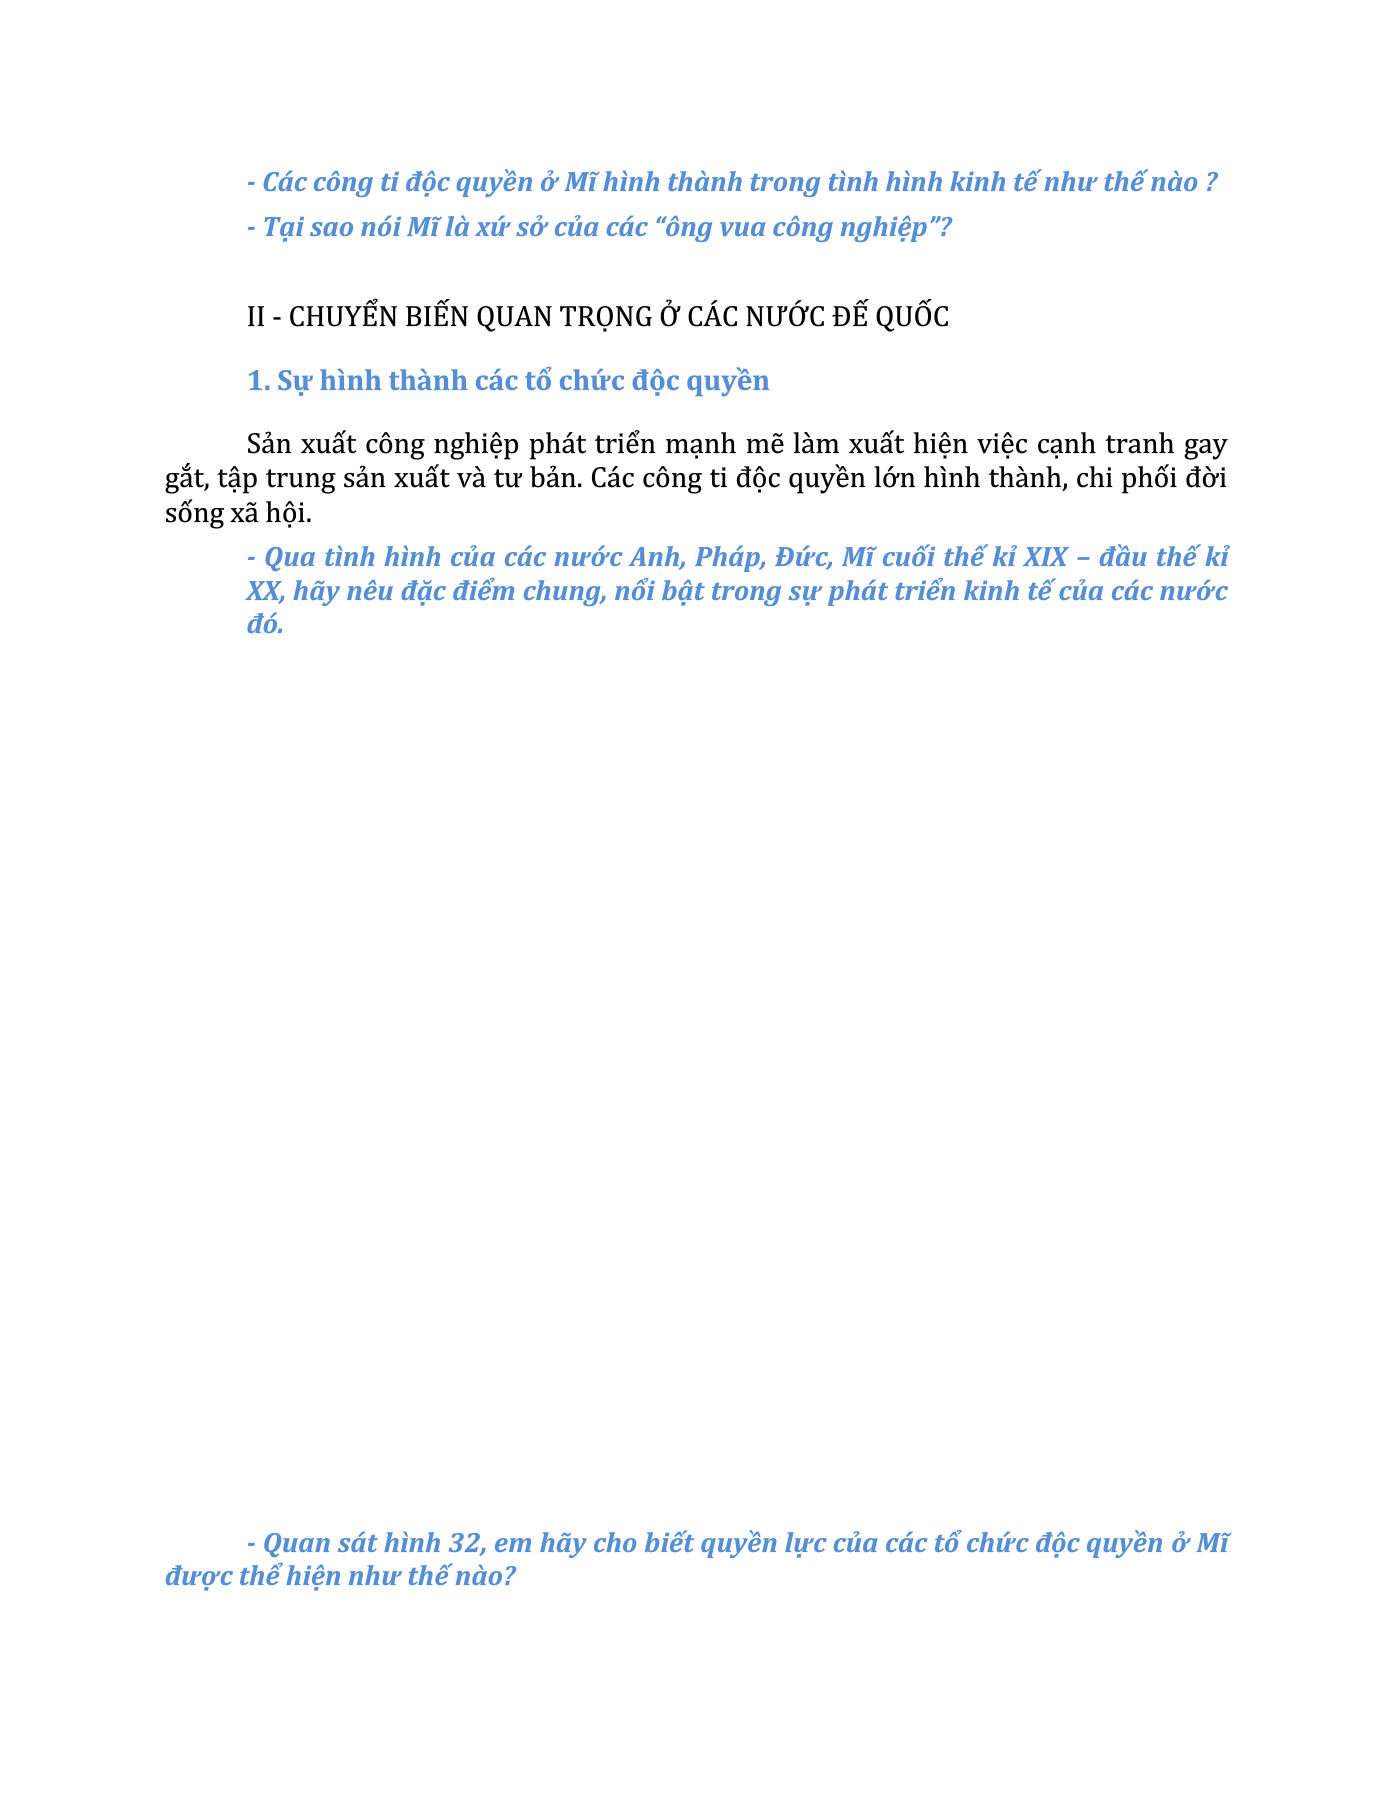 - Các công ti độc quyền ở Mĩ hình thành trong tình hình kinh tế như thế nào ?
- Tại sao nói Mĩ là xứ sở của các “ông vua công nghiệp”?
II - CHUYỂN BIẾN QUAN TRỌNG Ở CÁC NƯỚC ĐẾ QUỐC
1. Sự hình thành các tổ chức độc quyền
Sản xuất công nghiệp phát triển mạnh mẽ làm xuất hiện việc cạnh tranh gay
gắt, tập trung sản xuất và tư bản. Các công ti độc quyền lớn hình thành, chi phối đời
sống xã hội.
- Qua tình hình của các nước Anh, Pháp, Đức, Mĩ cuối thế kỉ XIX – đầu thế kỉ
XX, hãy nêu đặc điểm chung, nổi bật trong sự phát triển kinh tế của các nước
đó.
- Quan sát hình 32, em hãy cho biết quyền lực của các tổ chức độc quyền ở Mĩ
được thể hiện như thế nào?